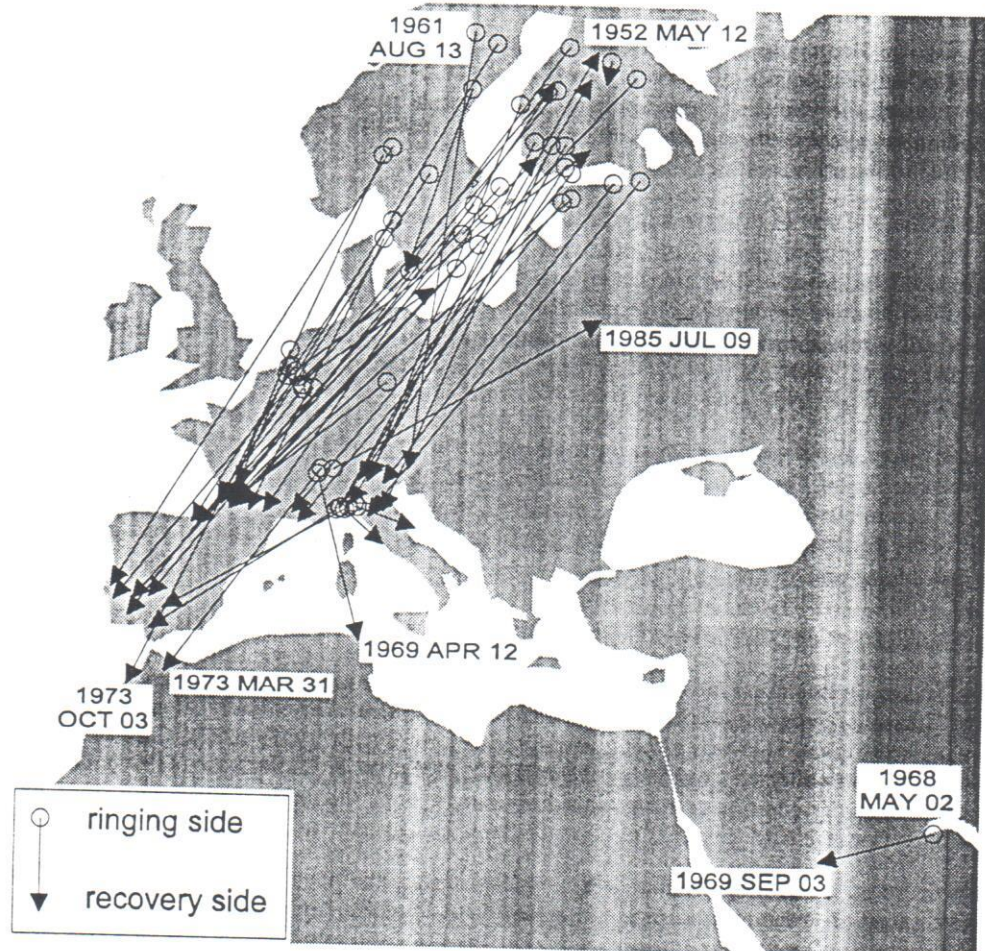 1961
AUG 13
1952 MAY 12
1985 JUL 09
1969 APR 12
1973 MAR 31
1973
OCT 03
1968
MAY 02
1969 SEP 03
ringing side
recovery side